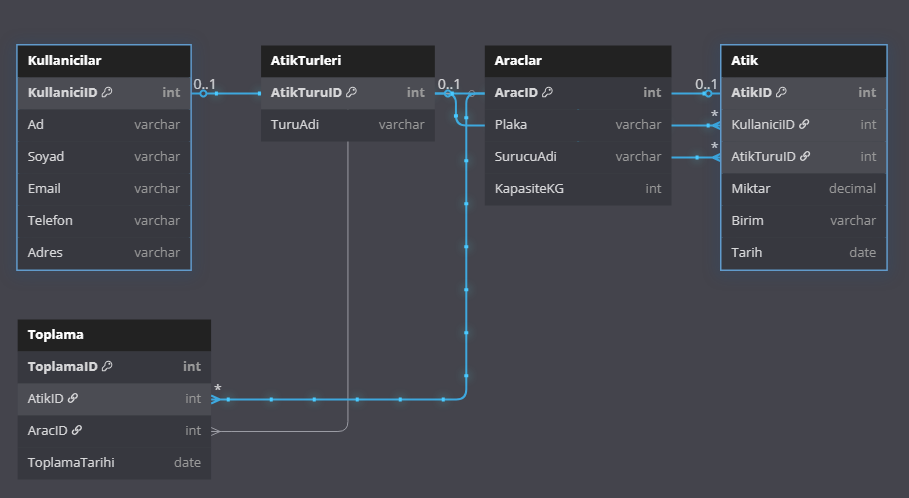 Kullanicilar
KullaniciID int
Ad varchar
Soyad varchar
Email varchar
Telefon varchar
Adres varchar
0..1
AtikTurleri
AtikTuruID int
TuruAdi varchar
0..1
Araclar
AracID int
Plaka varchar
SurucuAdi varchar
KapasiteKG int
0..1
*
*
Atik
AtikID int
KullaniciID int
AtikTuruID int
Miktar decimal
Birim varchar
Tarih date
Toplama
ToplamaID int
AtikID int
AracID int
ToplamaTarihi date
*